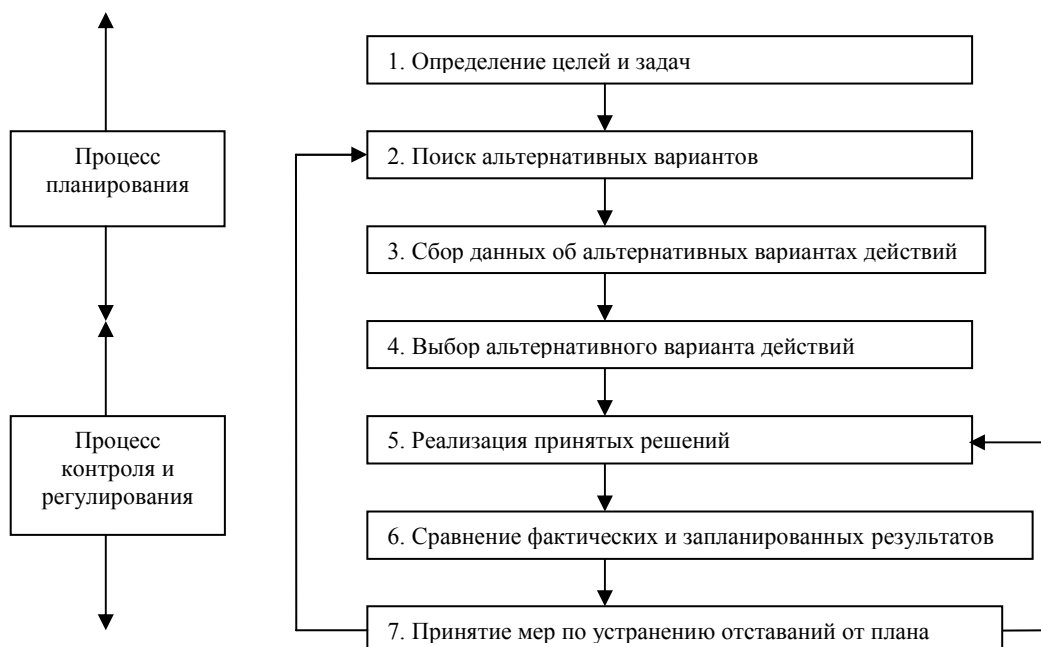 1. Определение целей и задач
Процесс
планирования
2. Поиск альтернативных вариантов
3. Сбор данных об альтернативных вариантах действий
4. Выбор альтернативного варианта действий
Процесс
контроля и
регулирования
5. Реализация принятых решений
6. Сравнение фактических и запланированных результатов
7. Принятие мер по устранению отставаний от плана